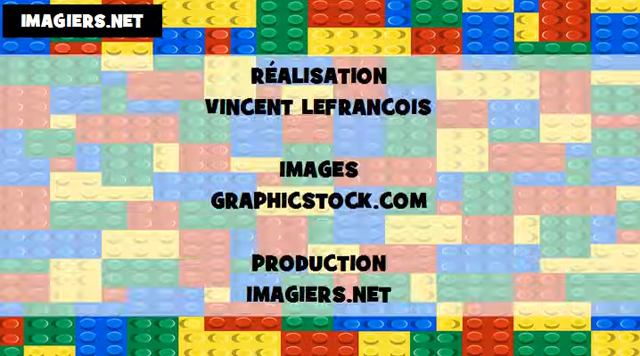 IMAGIERS.NET
RÉALISATION
VINCENT LEFRANCOIS
IMAGES
GRAPHICSTOCK.COM
PRODUCTION
IMAGIERS.NET